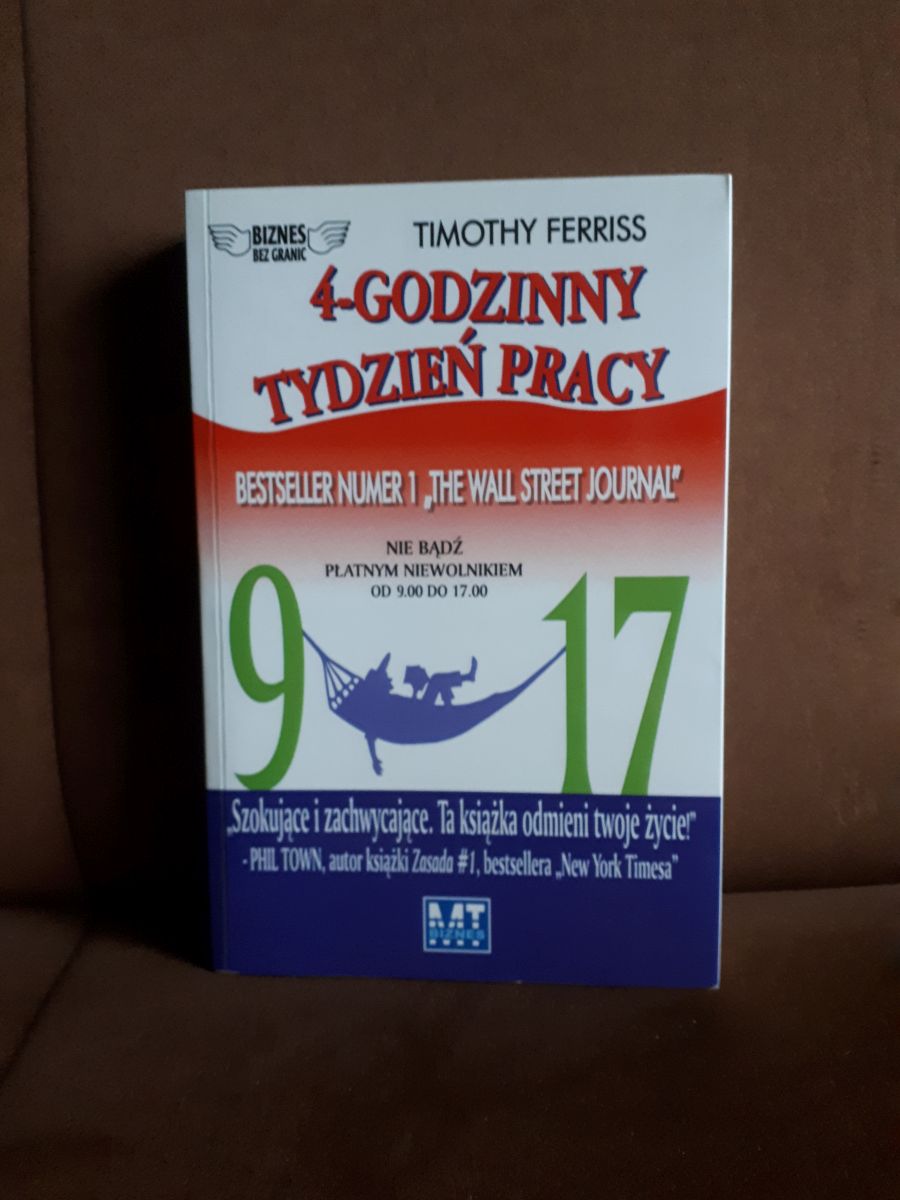 BIZNES
BEZ GRANIC
TIMOTHY FERRISS
4-GODZINNY
TYDZIEŃ PRACY
BESTSELLER NUMER 1 „THE WALL STREET JOURNAL”
NIE BĄDŹ
PŁATNYM NIEWOLNIKIEM
OD 9.00 DO 17.00
9 17
„Szokujące i zachwycające. Ta książka odmieni twoje życie!”
- PHIL TOWN, autor książki Zasada #1, bestsellera „New York Timesa”
MT
BIZNES